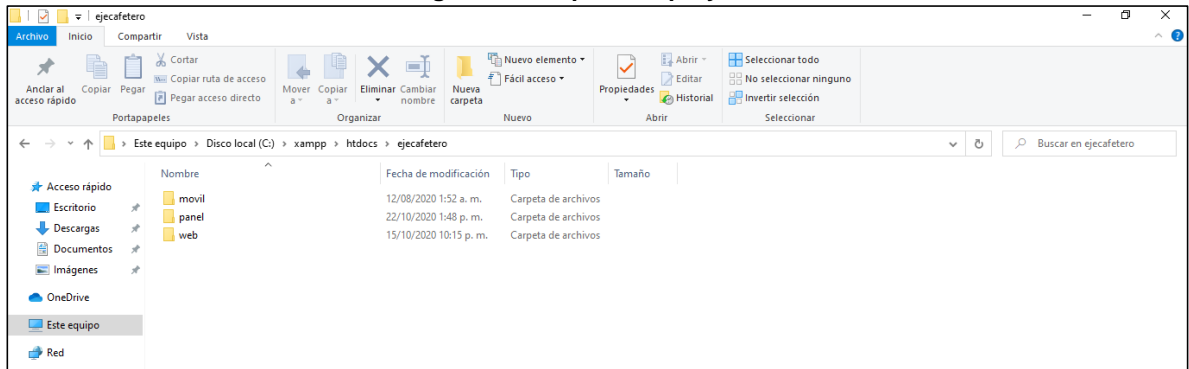 ejecafetero
Archivo Inicio Compartir Vista
Anclar al acceso rápido
Copiar
Pegar
Cortar
Copiar ruta de acceso
Pegar acceso directo
Portapapeles
Mover a
Copiar a
Eliminar
Cambiar nombre
Organizar
Nueva carpeta
Nuevo elemento
Fácil acceso
Nuevo
Propiedades
Abrir
Editar
Historial
Abrir
Seleccionar todo
No seleccionar ninguno
Invertir selección
Seleccionar
Este equipo > Disco local (C:) > xampp > htdocs > ejecafetero
Buscar en ejecafetero
Acceso rápido
Escritorio
Descargas
Documentos
Imágenes
OneDrive
Este equipo
Red
Nombre Fecha de modificación Tipo Tamaño
movil 12/08/2020 1:52 a. m. Carpeta de archivos
panel 22/10/2020 1:48 p. m. Carpeta de archivos
web 15/10/2020 10:15 p. m. Carpeta de archivos